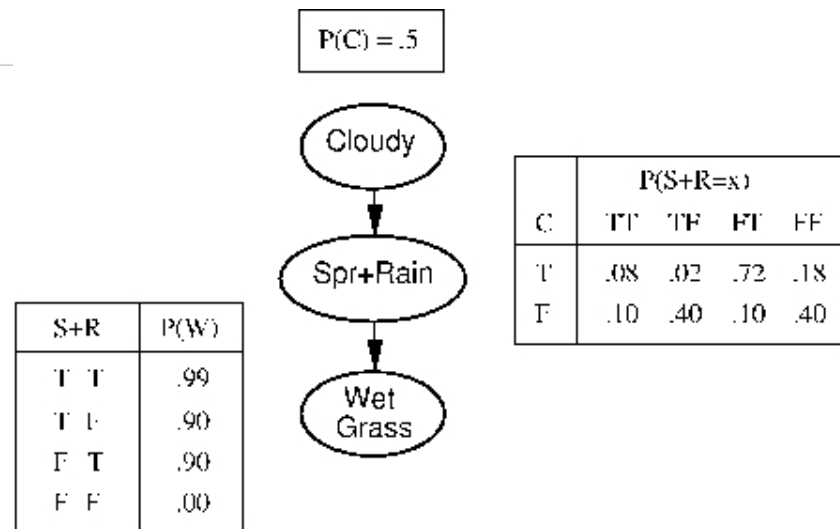 P(C) = .5
Cloudy
P(S+R=x)
C TT TF FT FF
T .08 .02 .72 .18
F .10 .40 .10 .40
Spr+Rain
S+R P(W)
T T .99
T F .90
F T .90
F F .00
Wet
Grass